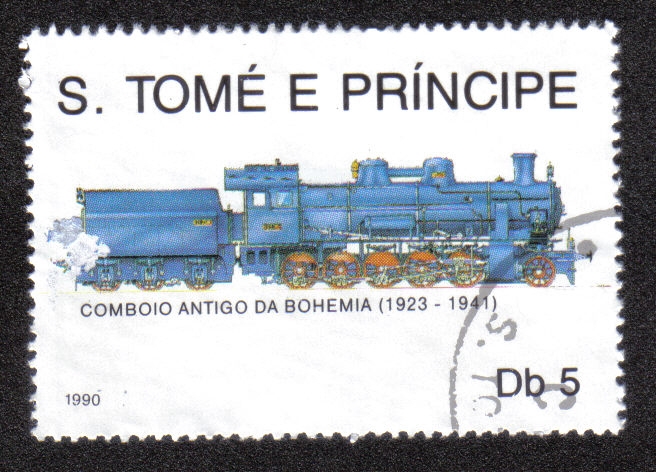 S. TOMÉ E PRÍNCIPE
COMBOIO ANTIGO DA BOHEMIA (1923 - 1941)
1990
Db 5